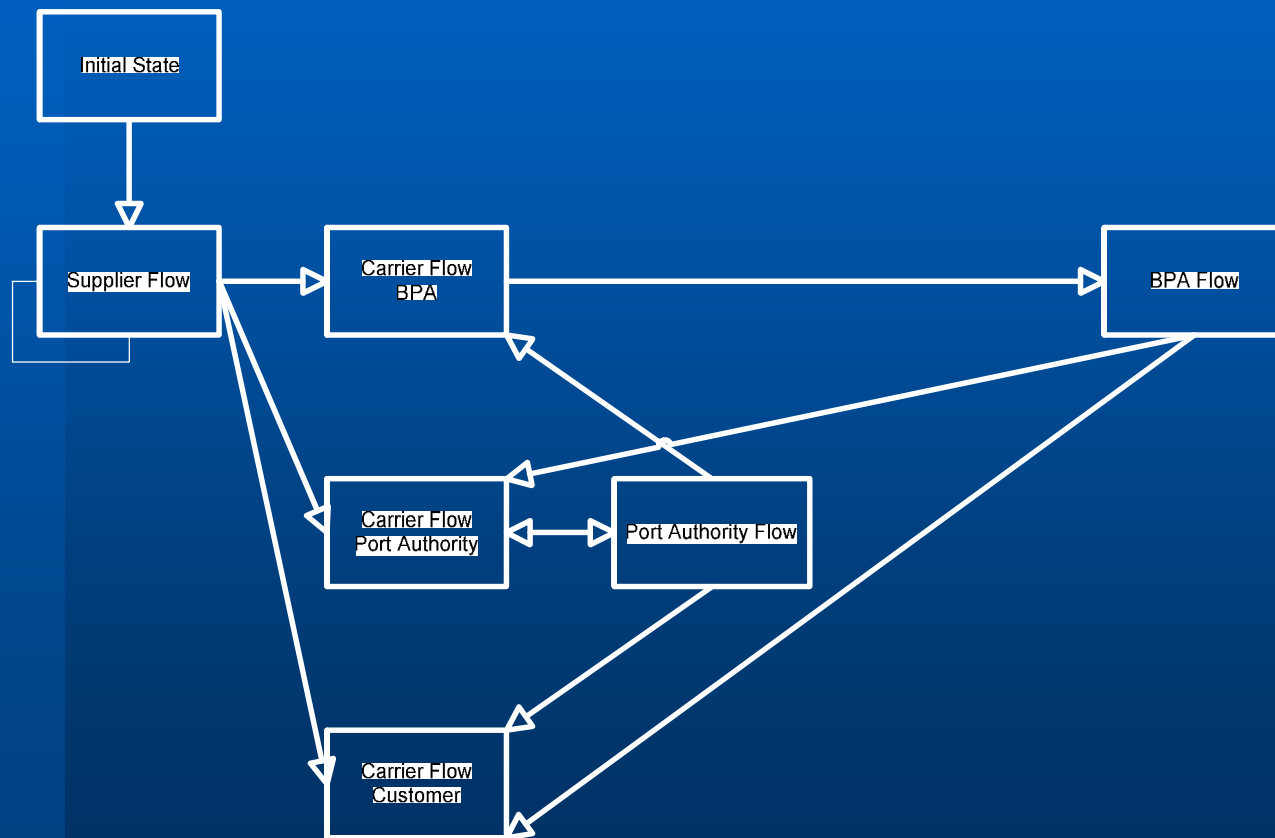 Initial State
Supplier Flow
Carrier Flow
BPA
BPA Flow
Carrier Flow
Port Authority
Port Authority Flow
Carrier Flow
Customer